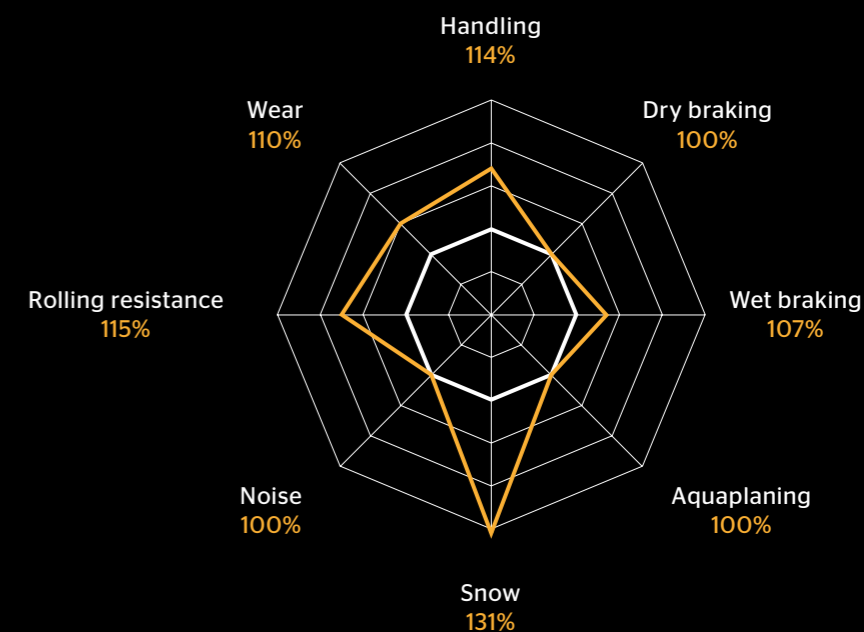 Handling
114%
Wear
110%
Dry braking
100%
Rolling resistance
115%
Wet braking
107%
Noise
100%
Aquaplaning
100%
Snow
131%